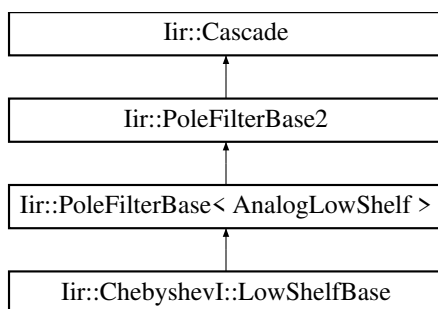 Iir::Cascade
Iir::PoleFilterBase2
Iir::PoleFilterBase< AnalogLowShelf >
Iir::ChebyshevI::LowShelfBase